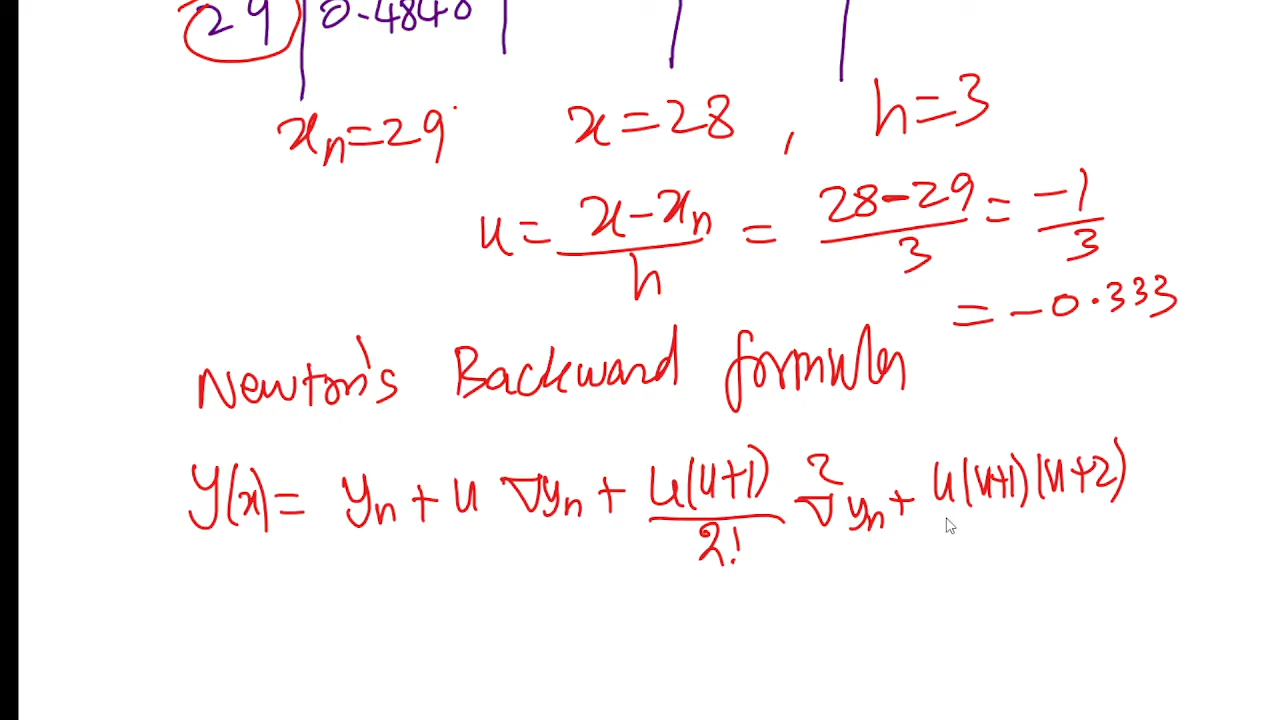 29 | 0.4840
xn=29 x=28 , h=3
u = (x-xn)/h = (28-29)/3 = -1/3
= -0.333
Newton's Backward formula
y(x) = yn + u ∇yn + u(u+1)/2! ∇²yn + u(u+1)(u+2)